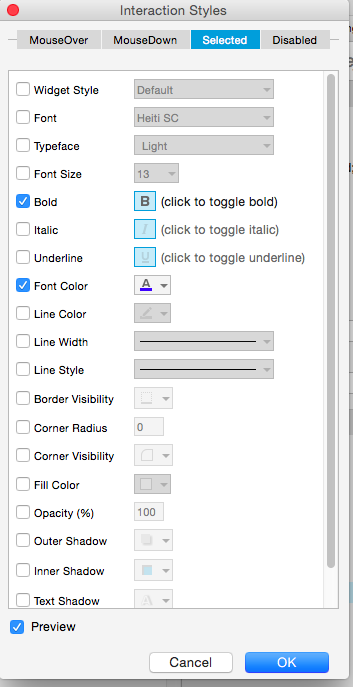 Interaction Styles
MouseOver MouseDown Selected Disabled
Widget Style Default
Font Heiti SC
Typeface Light
Font Size 13
Bold B (click to toggle bold)
Italic I (click to toggle italic)
Underline U (click to toggle underline)
Font Color A
Line Color
Line Width
Line Style
Border Visibility
Corner Radius 0
Corner Visibility
Fill Color
Opacity (%) 100
Outer Shadow
Inner Shadow
Text Shadow A
Preview
Cancel OK